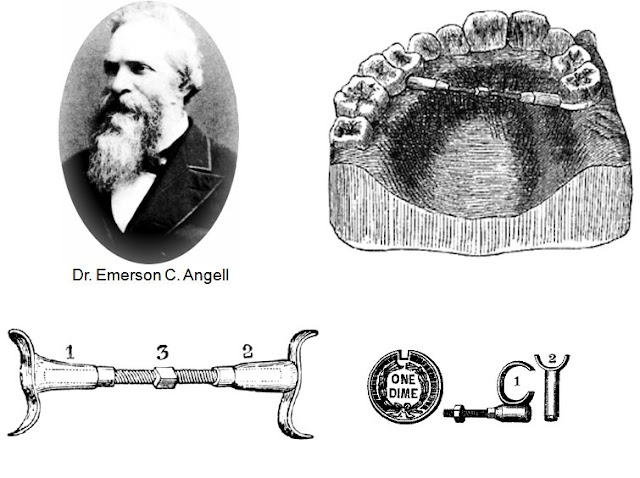 Dr. Emerson C. Angell
1 3 2
ONE
DIME
1
2